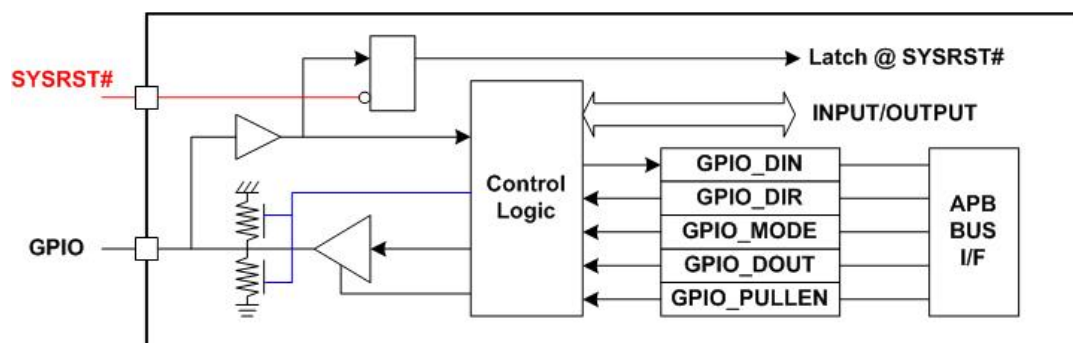 SYSRST#
Latch @ SYSRST#
INPUT/OUTPUT
Control
Logic
GPIO_DIN
GPIO_DIR
GPIO_MODE
GPIO_DOUT
GPIO_PULLEN
APB
BUS
I/F
GPIO